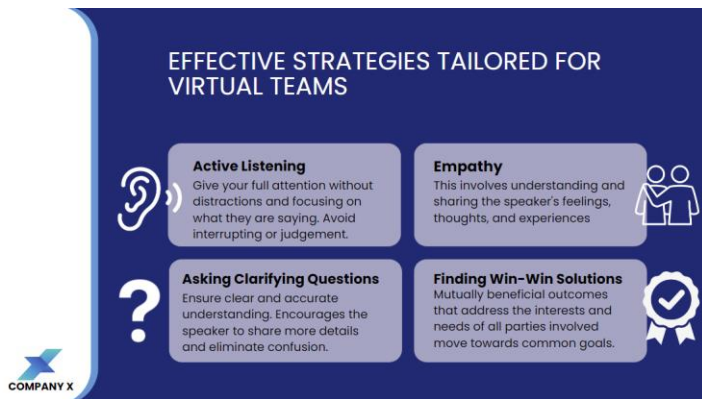 EFFECTIVE STRATEGIES TAILORED FOR
VIRTUAL TEAMS
Active Listening
Give your full attention without
distractions and focusing on
what they are saying. Avoid
interrupting or judgement.
Empathy
This involves understanding and
sharing the speaker's feelings,
thoughts, and experiences
?
Asking Clarifying Questions
Ensure clear and accurate
understanding. Encourages the
speaker to share more details
and eliminate confusion.
Finding Win-Win Solutions
Mutually beneficial outcomes
that address the interests and
needs of all parties involved
move towards common goals.
COMPANY X